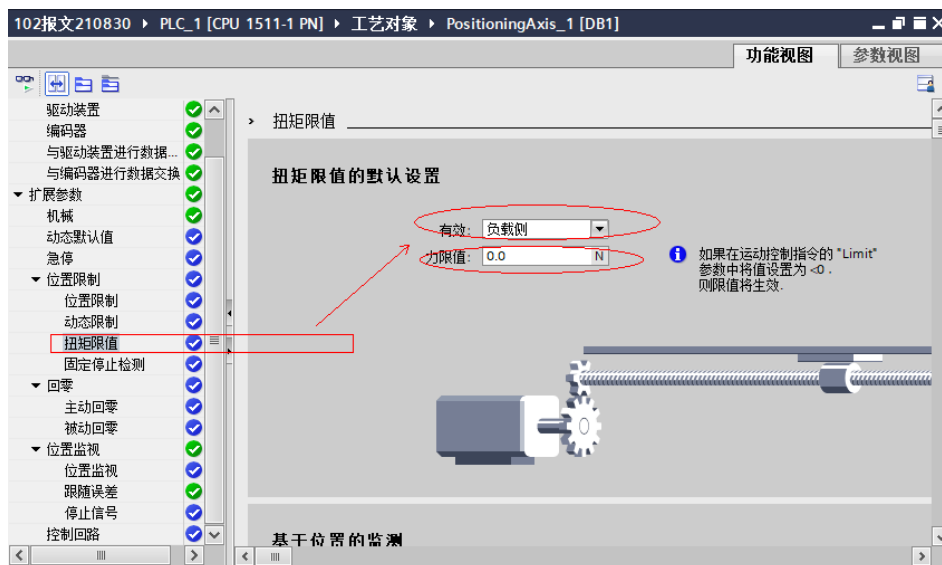 102报文210830 ▸ PLC_1 [CPU 1511-1 PN] ▸ 工艺对象 ▸ PositioningAxis_1 [DB1]
功能视图 参数视图
驱动装置
编码器
与驱动装置进行数据...
与编码器进行数据交换
扩展参数
机械
动态默认值
急停
位置限制
位置限制
动态限制
扭矩限值
固定停止检测
回零
主动回零
被动回零
位置监视
位置监视
跟随误差
停止信号
控制回路
扭矩限值
扭矩限值的默认设置
有效: 负载侧
力限值: 0.0 N
如果在运动控制指令的 "Limit"
参数中将值设置为 <0 .
则限值将生效.
基于位置的监测